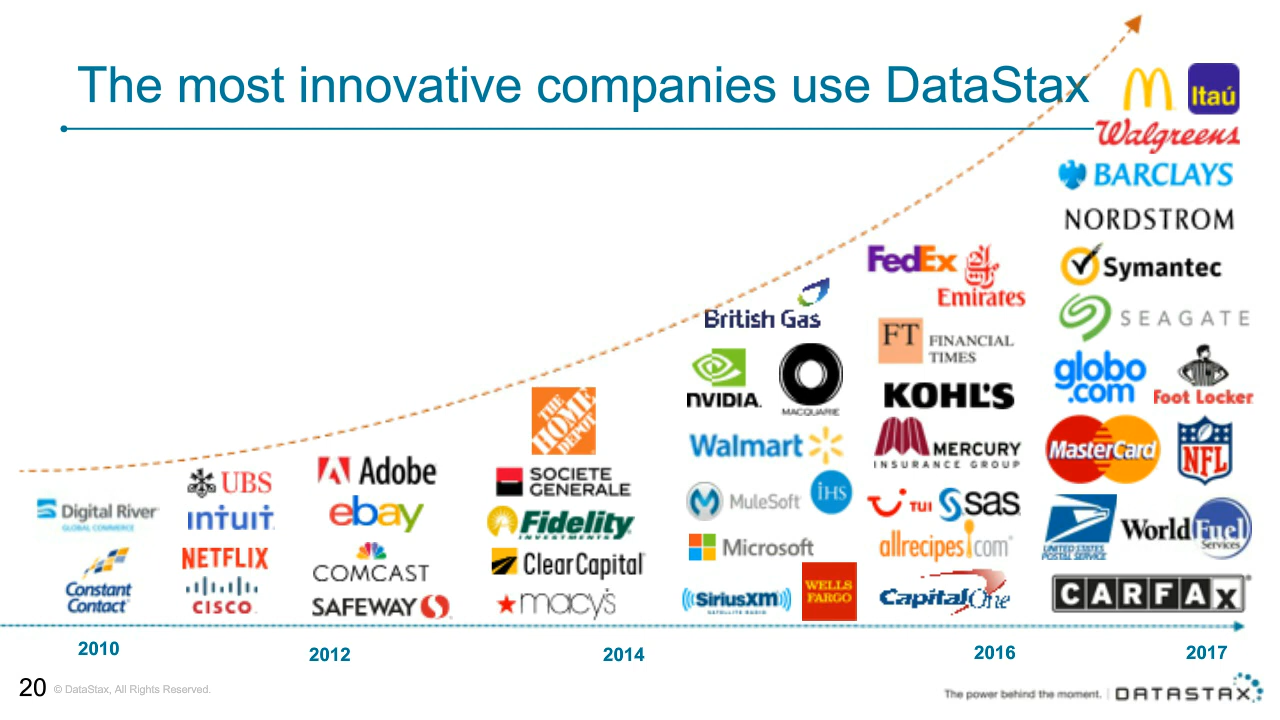 The most innovative companies use DataStax
M
Itaú
Walgreens
BARCLAYS
NORDSTROM
Symantec
SEAGATE
globo
.com
Foot Locker
MasterCard
NFL
UNITED STATES
POSTAL SERVICE
World Fuel
Services
CARFAX
FedEx
Emirates
FT FINANCIAL
TIMES
KOHL'S
MERCURY
INSURANCE GROUP
TUI
sas
allrecipes.com
Capital One
British Gas
NVIDIA.
MACQUARIE
Walmart
MuleSoft
IHS
Microsoft
SiriusXM
SATELLITE RADIO
WELLS
FARGO
THE
HOME
DEPOT
SOCIETE
GENERALE
Fidelity
INVESTMENTS
ClearCapital
macy's
Adobe
ebay
COMCAST
SAFEWAY
UBS
intuit
NETFLIX
CISCO
Digital River
GLOBAL COMMERCE
Constant
Contact
2010
2012
2014
2016
2017
20
© DataStax, All Rights Reserved.
The power behind the moment. | DATASTAX